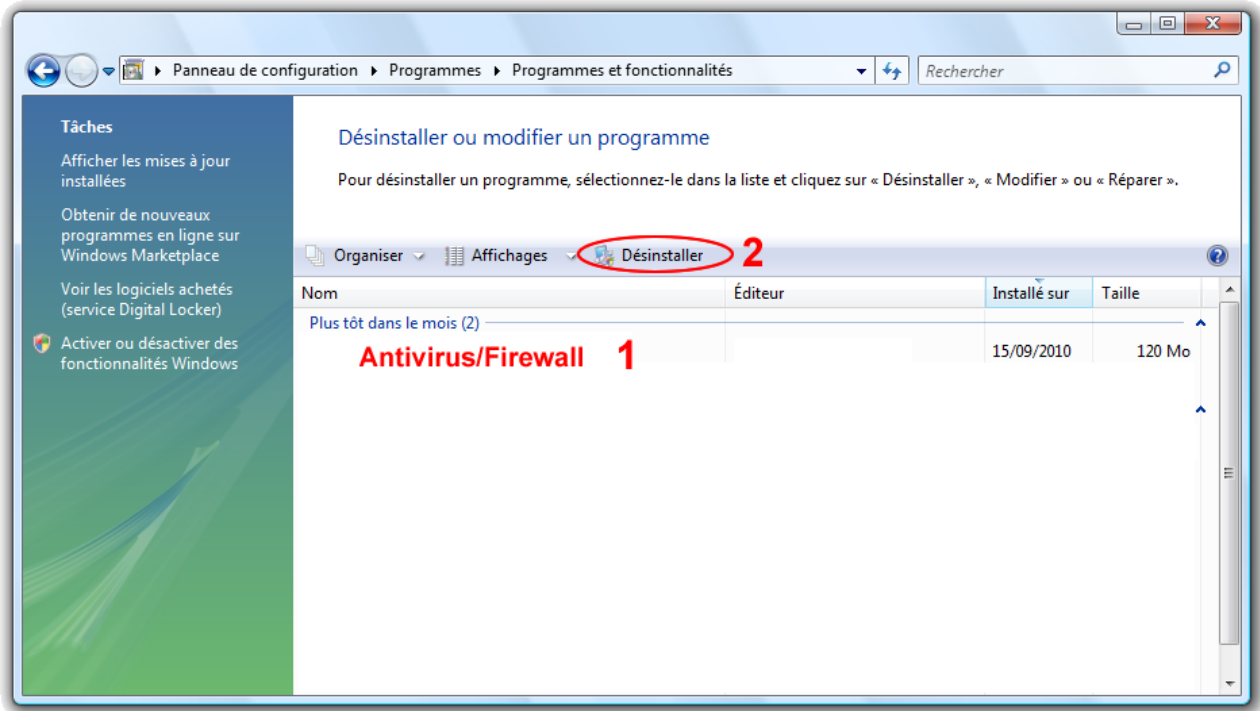 Panneau de configuration Programmes Programmes et fonctionnalités Rechercher
Tâches
Afficher les mises à jour
installées
Obtenir de nouveaux
programmes en ligne sur
Windows Marketplace
Voir les logiciels achetés
(service Digital Locker)
Activer ou désactiver des
fonctionnalités Windows
Désinstaller ou modifier un programme
Pour désinstaller un programme, sélectionnez-le dans la liste et cliquez sur « Désinstaller », « Modifier » ou « Réparer ».
Organiser Affichages Désinstaller 2
Nom Éditeur Installé sur Taille
Plus tôt dans le mois (2)
Antivirus/Firewall 1 15/09/2010 120 Mo